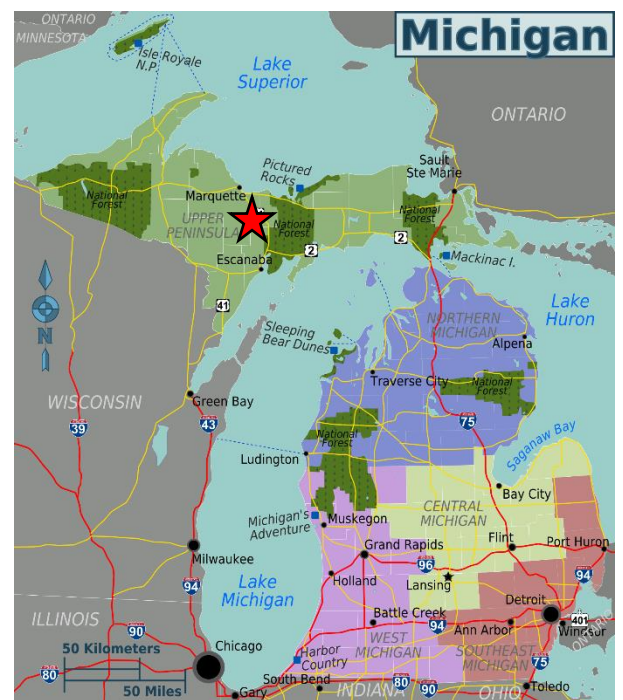 Michigan
ONTARIO
MINNESOTA
Isle Royale
N.P.
Lake
Superior
ONTARIO
Pictured
Rocks
Sault
Ste Marie
Marquette
National
Forest
UPPER
PENINSULA
National
Forest
National
Forest
2
2
Escanaba
Mackinac I.
41
Lake
Huron
N
Sleeping
Bear Dunes
NORTHERN
MICHIGAN
Alpena
Traverse City
National
Forest
WISCONSIN
Green Bay
39
43
75
Saganaw Bay
National
Forest
Ludington
Bay City
CENTRAL
MICHIGAN
Michigan's
Adventure
Muskegon
Grand Rapids
Flint
Port Huron
Milwaukee
96
94
Lake
Michigan
Holland
Lansing
94
Detroit
ILLINOIS
Battle Creek
94
Ann Arbor
401
Windsor
90
WEST
MICHIGAN
SOUTHEAST
MICHIGAN
ONTARIO
50 Kilometers
Chicago
Harbor
Country
75
80
50 Miles
South Bend
80
90
Toledo
Gary
INDIANA
OHIO